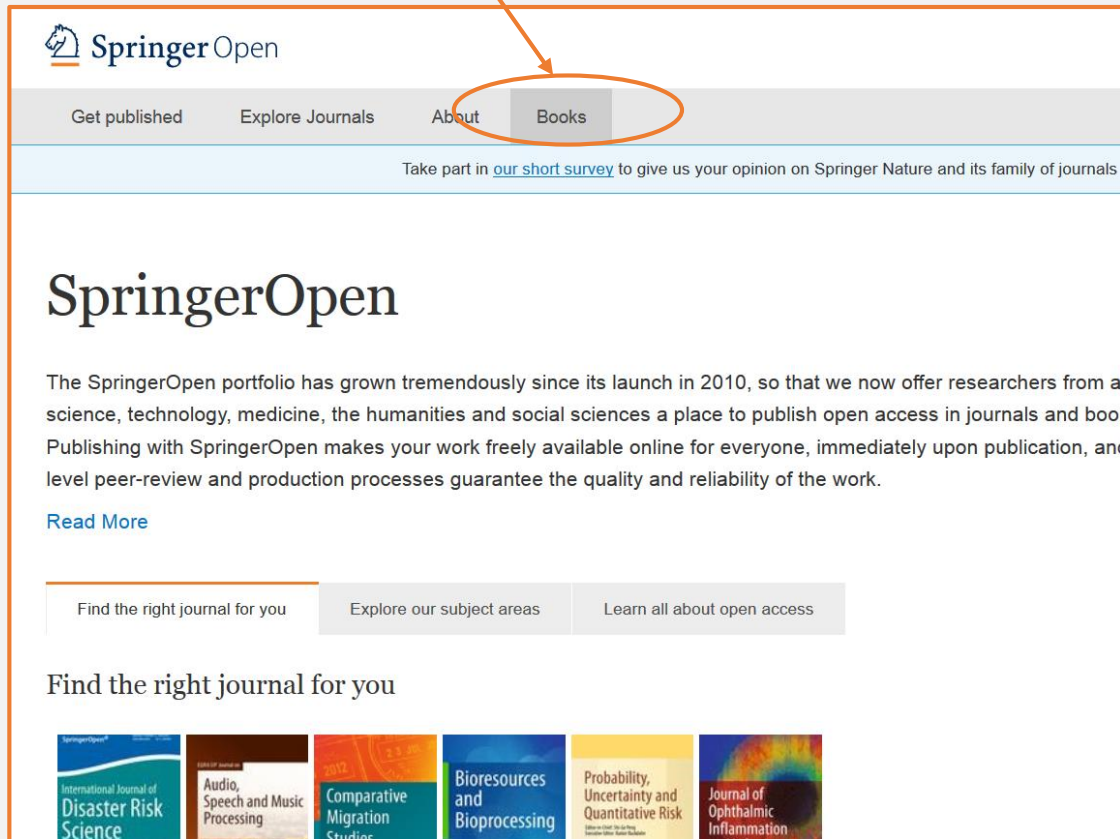 Springer Open
Get published Explore Journals About Books
Take part in our short survey to give us your opinion on Springer Nature and its family of journals
SpringerOpen
The SpringerOpen portfolio has grown tremendously since its launch in 2010, so that we now offer researchers from a
science, technology, medicine, the humanities and social sciences a place to publish open access in journals and boo
Publishing with SpringerOpen makes your work freely available online for everyone, immediately upon publication, and
level peer-review and production processes guarantee the quality and reliability of the work.
Read More
Find the right journal for you Explore our subject areas Learn all about open access
Find the right journal for you
SpringerOpen
International Journal of
Disaster Risk
Science
Audio,
Speech and Music
Processing
2012
Comparative
Migration
Studies
Bioresources
and
Bioprocessing
Probability,
Uncertainty and
Quantitative Risk
Journal of
Ophthalmic
Inflammation